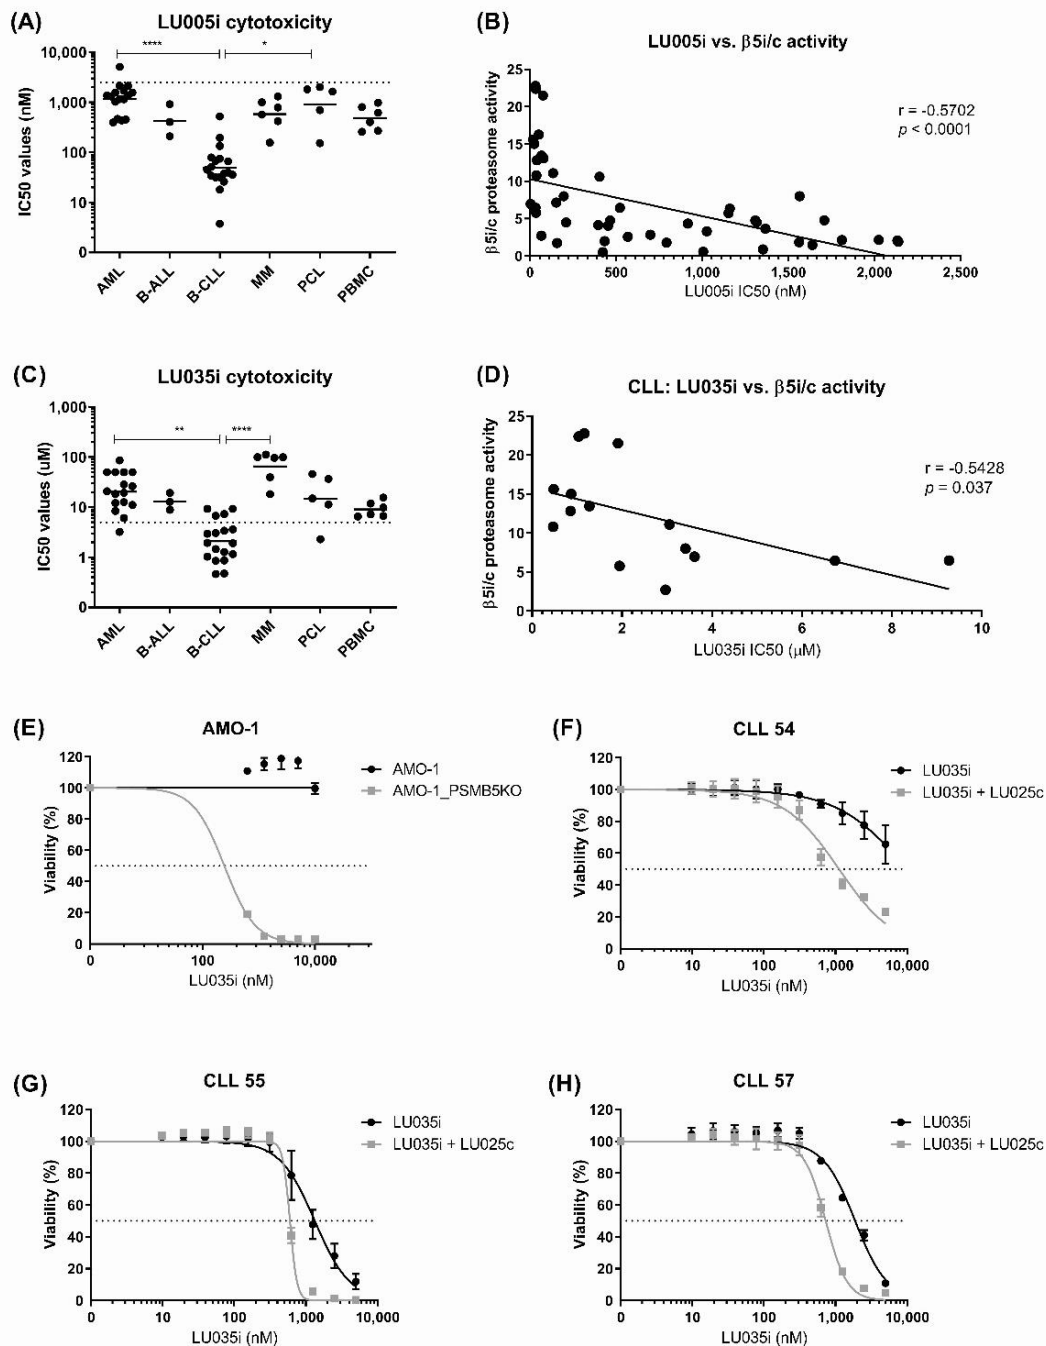 (A)
LU005i cytotoxicity
****
*
IC50 values (nM)
10,000
1,000
100
10
0
AML
B-ALL
B-CLL
MM
PCL
PBMC
(B)
LU005i vs. β5i/c activity
β5i/c proteasome activity
25
20
15
10
5
0
r = -0.5702
p < 0.0001
0
500
1,000
1,500
2,000
2,500
LU005i IC50 (nM)
(C)
LU035i cytotoxicity
**
****
IC50 values (uM)
1,000
100
10
1
0
AML
B-ALL
B-CLL
MM
PCL
PBMC
(D)
CLL: LU035i vs. β5i/c activity
β5i/c proteasome activity
25
20
15
10
5
0
r = -0.5428
p = 0.037
0
2
4
6
8
10
LU035i IC50 (μM)
(E)
AMO-1
Viability (%)
120
100
80
60
40
20
0
AMO-1
AMO-1_PSMB5KO
0
100
10,000
LU035i (nM)
(F)
CLL 54
Viability (%)
120
100
80
60
40
20
0
LU035i
LU035i + LU025c
0
10
100
1,000
10,000
LU035i (nM)
(G)
CLL 55
Viability (%)
120
100
80
60
40
20
0
LU035i
LU035i + LU025c
0
10
100
1,000
10,000
LU035i (nM)
(H)
CLL 57
Viability (%)
120
100
80
60
40
20
0
LU035i
LU035i + LU025c
0
10
100
1,000
10,000
LU035i (nM)